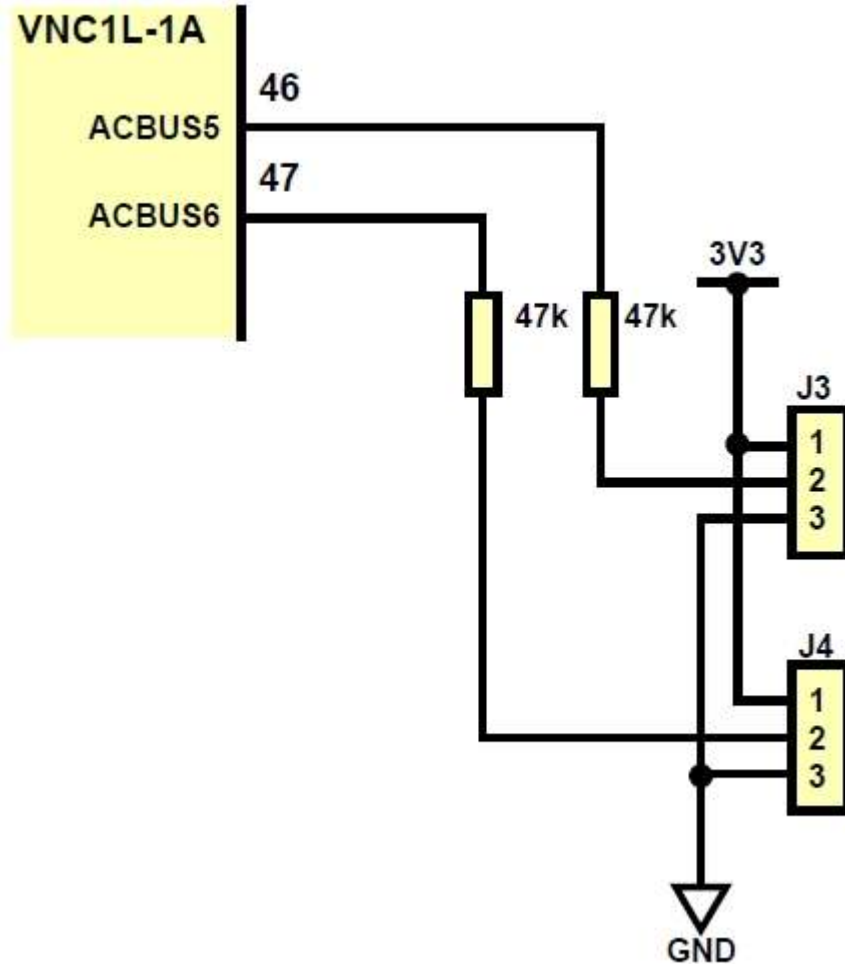 VNC1L-1A
46
ACBUS5
47
ACBUS6
3V3
47k 47k
J3
1
2
3
J4
1
2
3
GND